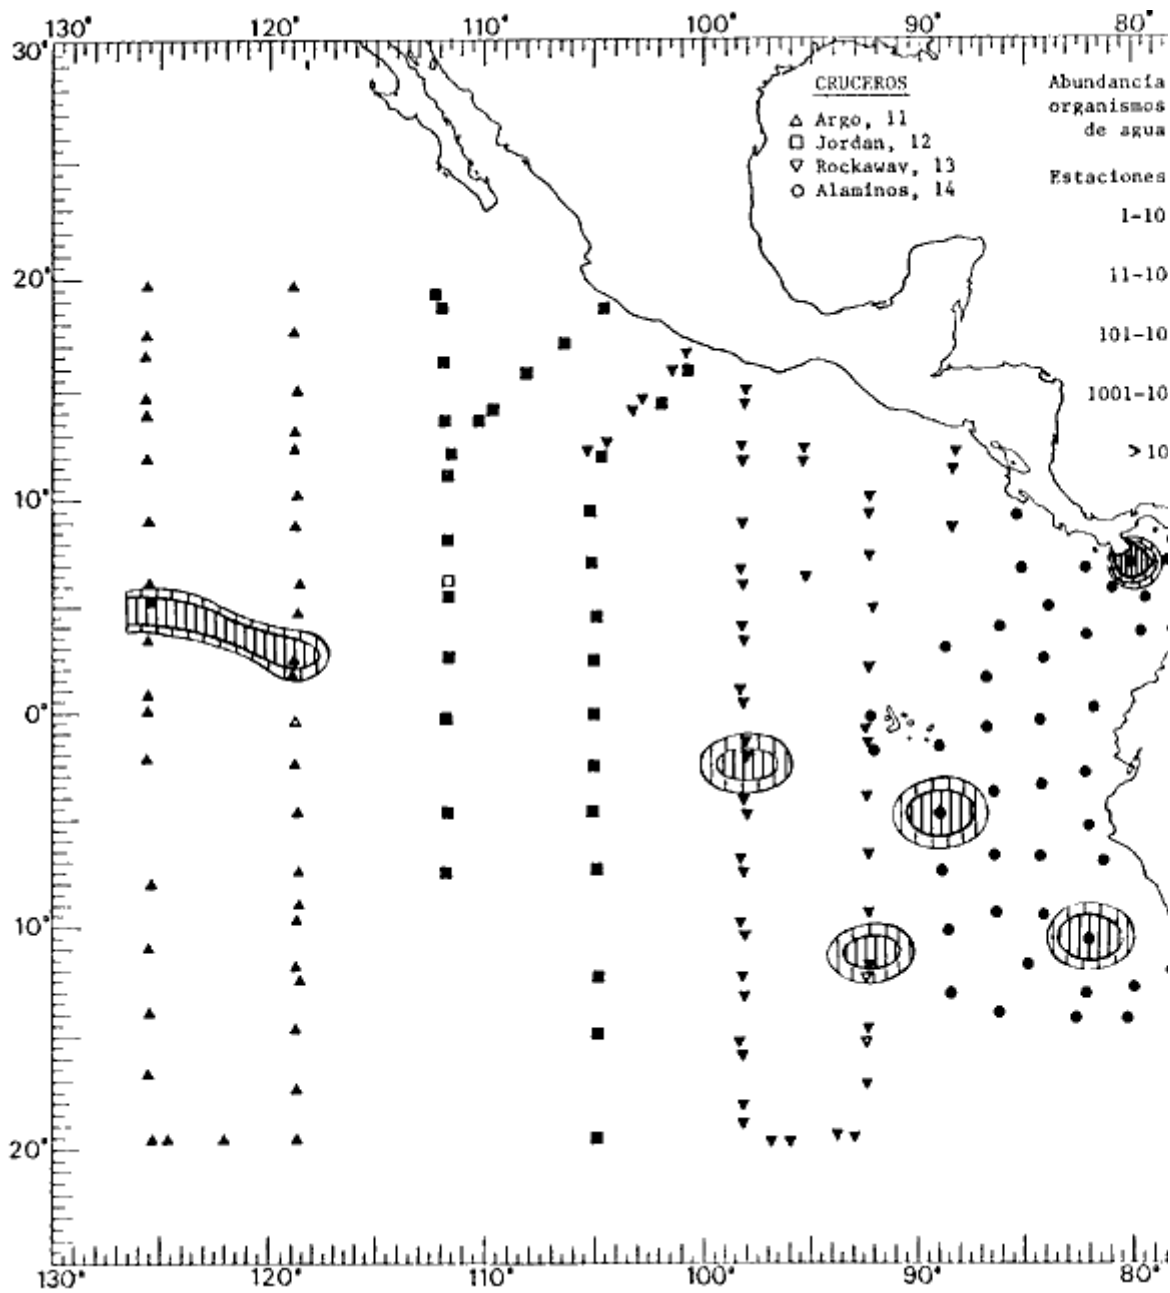 130° 120° 110° 100° 90° 80°
30°
CRUCEROS
△ Argo, 11
□ Jordan, 12
▽ Rockaway, 13
○ Alaminos, 14
Abundancia
organismos
de agua
Estaciones
1-10
11-10
101-10
1001-10
>10
20°
10°
0°
10°
20°
130° 120° 110° 100° 90° 80°